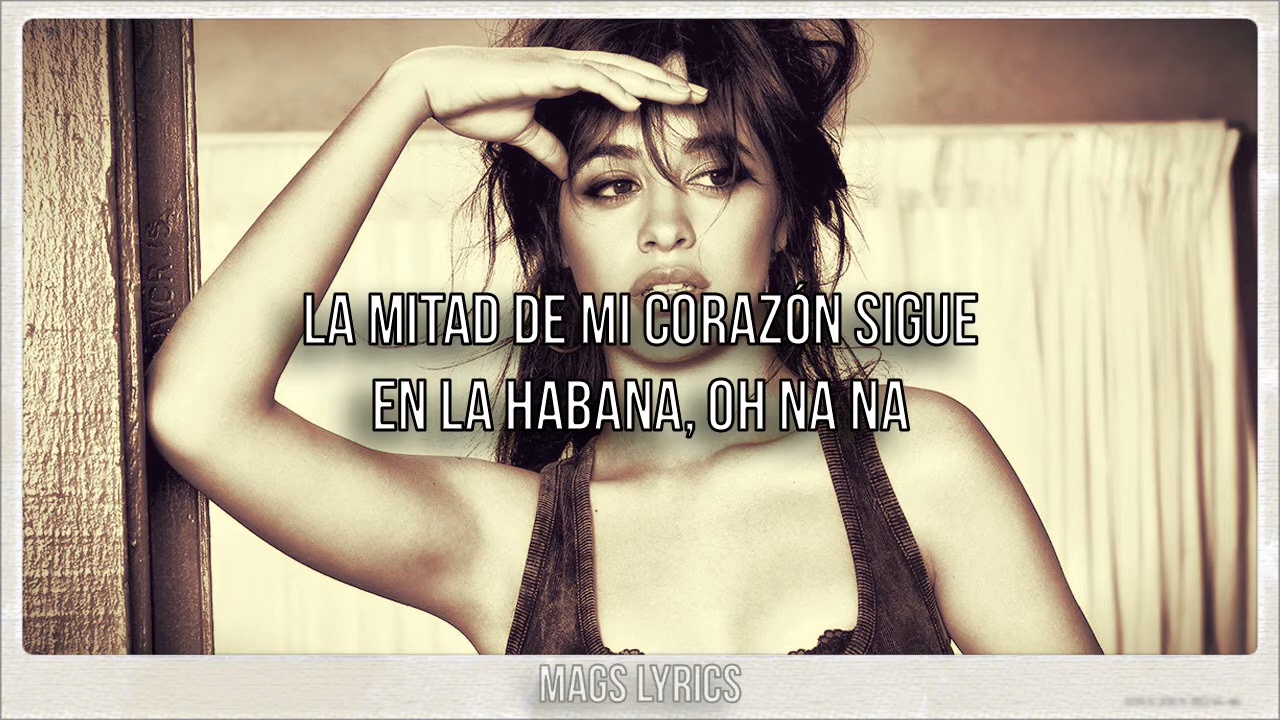 LA MITAD DE MI CORAZÓN SIGUE
EN LA HABANA, OH NA NA
MAGS LYRICS